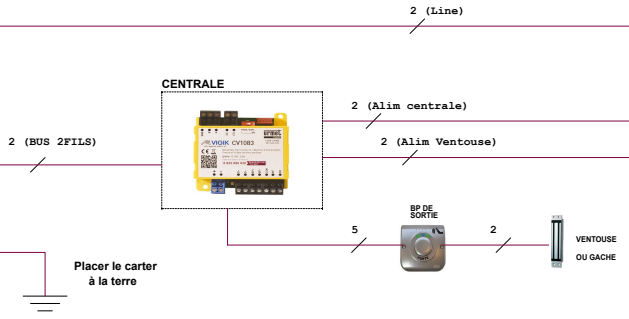 2 (Line)
CENTRALE
2 (Alim centrale)
2 (BUS 2FILS)
2 (Alim Ventouse)
urmet
VIGIK CV1083
BP DE
SORTIE
5
2
VENTOUSE
OU GACHE
Placer le carter
à la terre